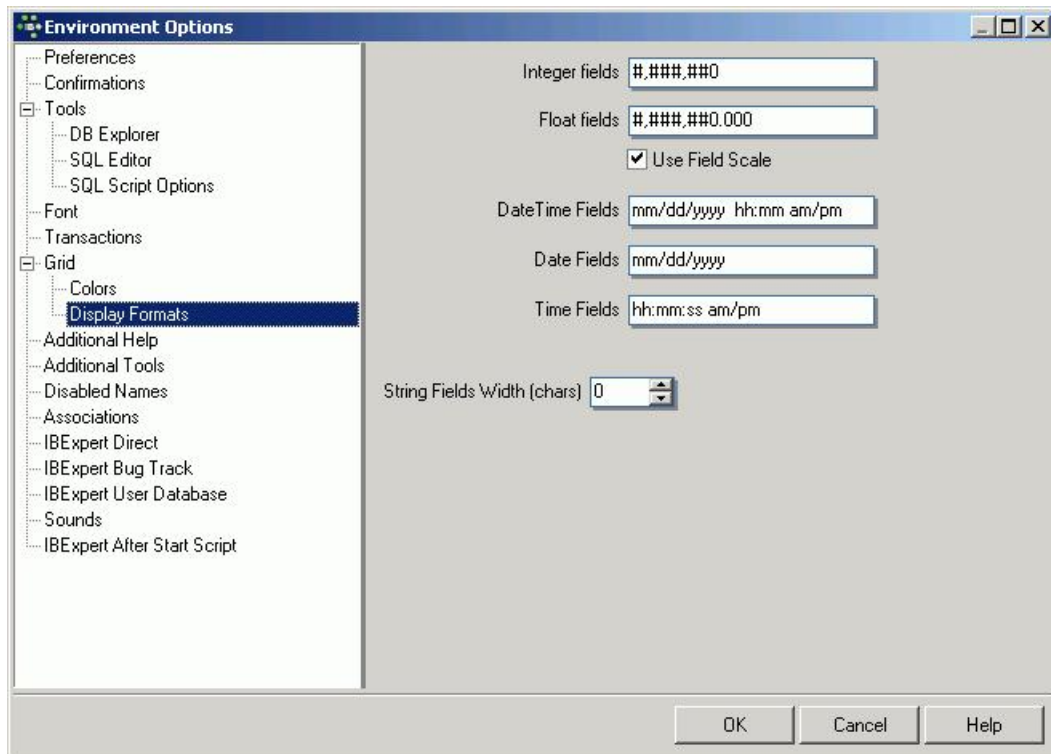 Environment Options
Preferences
Confirmations
Tools
DB Explorer
SQL Editor
SQL Script Options
Font
Transactions
Grid
Colors
Display Formats
Additional Help
Additional Tools
Disabled Names
Associations
IBExpert Direct
IBExpert Bug Track
IBExpert User Database
Sounds
IBExpert After Start Script
Integer fields #,###,##0
Float fields #,###,##0.000
Use Field Scale
DateTime Fields mm/dd/yyyy hh:mm am/pm
Date Fields mm/dd/yyyy
Time Fields hh:mm:ss am/pm
String Fields Width (chars) 0
OK Cancel Help